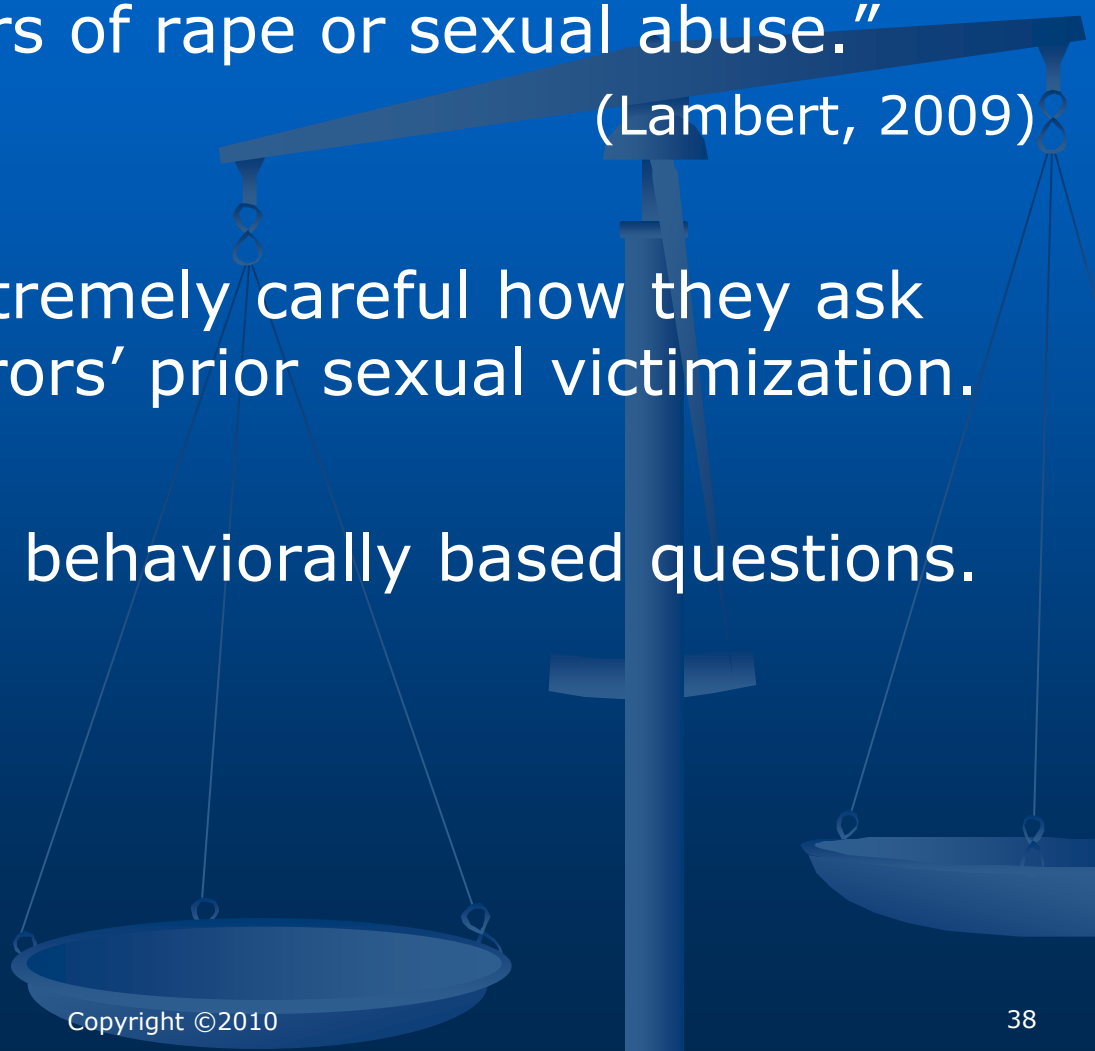 rs of rape or sexual abuse.”
(Lambert, 2009)
tremely careful how they ask
rors’ prior sexual victimization.
behaviorally based questions.
Copyright ©2010
38